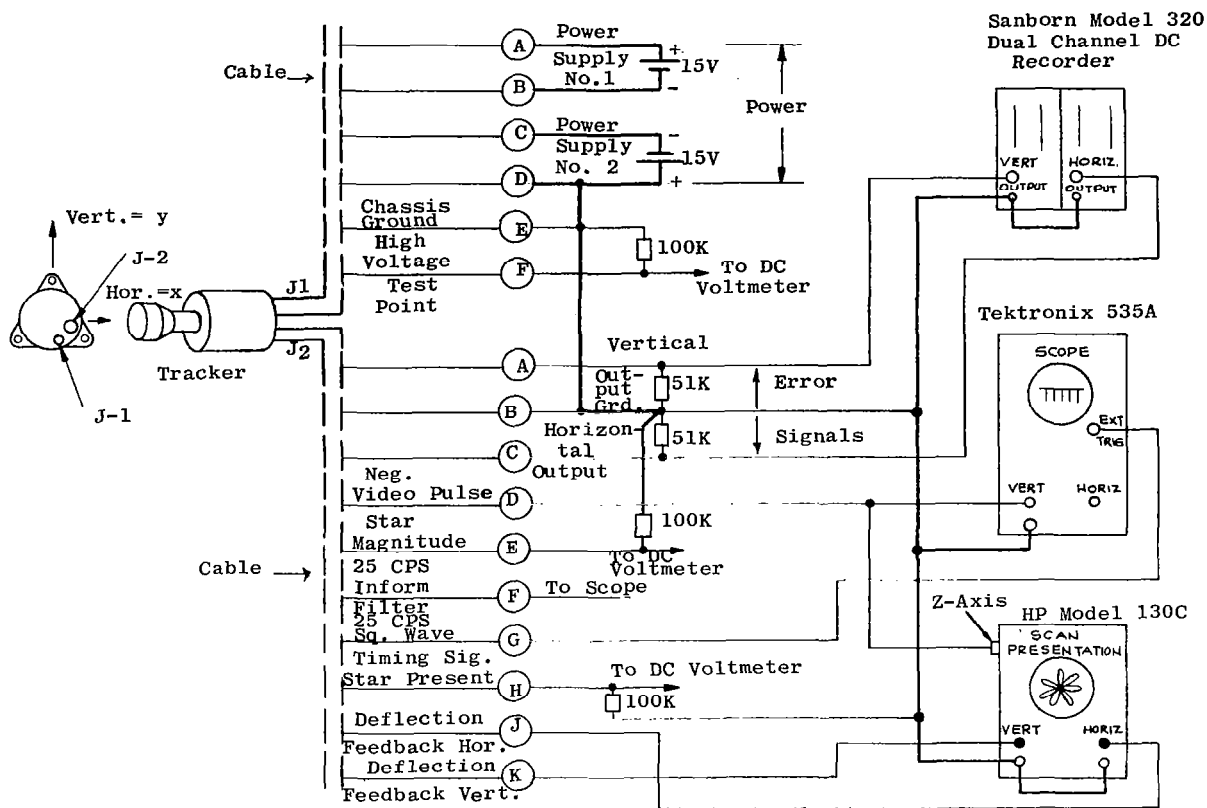 Sanborn Model 320
Dual Channel DC
Recorder
Cable
A
Power
Supply
No.1
+
15V
-
B
Power
C
Power
Supply
No. 2
-
15V
+
D
VERT
HORIZ.
OUTPUT
OUTPUT
Chassis
Ground
E
High
Voltage
Test
Point
F
100K
To DC
Voltmeter
Vert.= y
J-2
Hor.=x
J1
J2
Tracker
J-1
Tektronix 535A
SCOPE
EXT
TRIG
VERT
HORIZ
A
Vertical
Out-
put
Grd.
51K
Error
B
Horizon-
tal
Output
51K
Signals
C
Neg.
Video Pulse
D
Star
Magnitude
E
100K
To DC
Voltmeter
Cable
25 CPS
Inform
Filter
F
To Scope
25 CPS
Sq. Wave
Timing Sig.
G
Z-Axis
HP Model 130C
SCAN
PRESENTATION
VERT
HORIZ
Star Present
H
To DC Voltmeter
100K
Deflection
Feedback Hor.
J
Deflection
Feedback Vert.
K